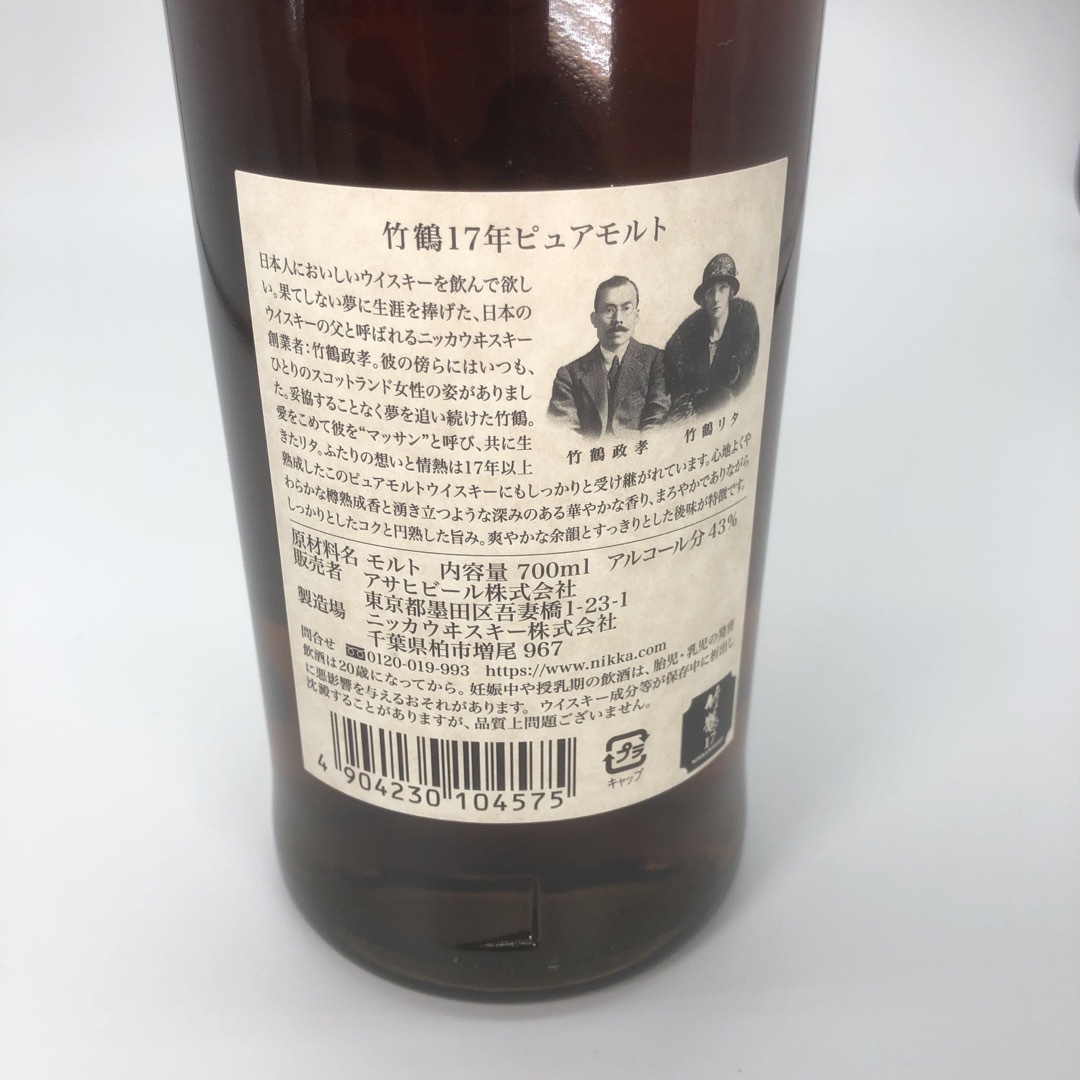 竹鶴17年ピュアモルト
日本人においしいウイスキーを飲んで欲し
い。果てしない夢に生涯を捧げた、日本の
ウイスキーの父と呼ばれるニッカウヰスキー
創業者:竹鶴政孝。彼の傍らにはいつも、
ひとりのスコットランド女性の姿がありまし
た。妥協することなく夢を追い続けた竹鶴。
愛をこめて彼を“マッサン”と呼び、共に生
きたリタ。ふたりの想いと情熱は17年以上
熟成したこのピュアモルトウイスキーにもしっかりと受け継がれています。心地よくや
わらかな樽熟成香と湧き立つような深みのある華やかな香り、まろやかでありながら
しっかりとしたコクと円熟した旨み。爽やかな余韻とすっきりとした後味が特徴です。
竹鶴政孝
竹鶴リタ
原材料名 モルト 内容量 700ml アルコール分 43%
販売者 アサヒビール株式会社
東京都墨田区吾妻橋1-23-1
製造場 ニッカウヰスキー株式会社
千葉県柏市増尾 967
問合せ 0120-019-993 https://www.nikka.com
飲酒は20歳になってから。妊娠中や授乳期の飲酒は、胎児・乳児の発育
に悪影響を与えるおそれがあります。ウイスキー成分等が保存中に析出し
沈澱することがありますが、品質上問題ございません。
4 904230 104575
プラ
キャップ
竹鶴
17